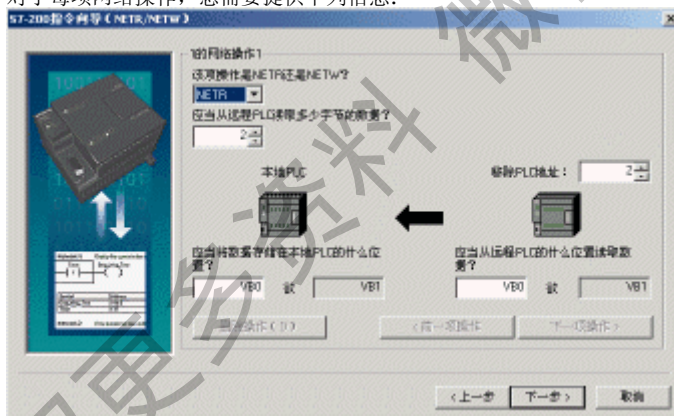 对于每项网络操作，您需要提供下列信息:
S7-200指令向导（NETR/NETW）
1的网络操作1
该项操作是NETR还是NETW?
NETR
应当从远程PLC读取多少字节的数据?
2
本地PLC
移除PLC地址：
2
应当将数据存储在本地PLC的什么位置?
应当从远程PLC的什么位置读取数据?
VB0
VB1
VB0
VB1
删除操作(D)
<前一项操作
下一项操作>
<上一步
下一步>
取消
更多资料